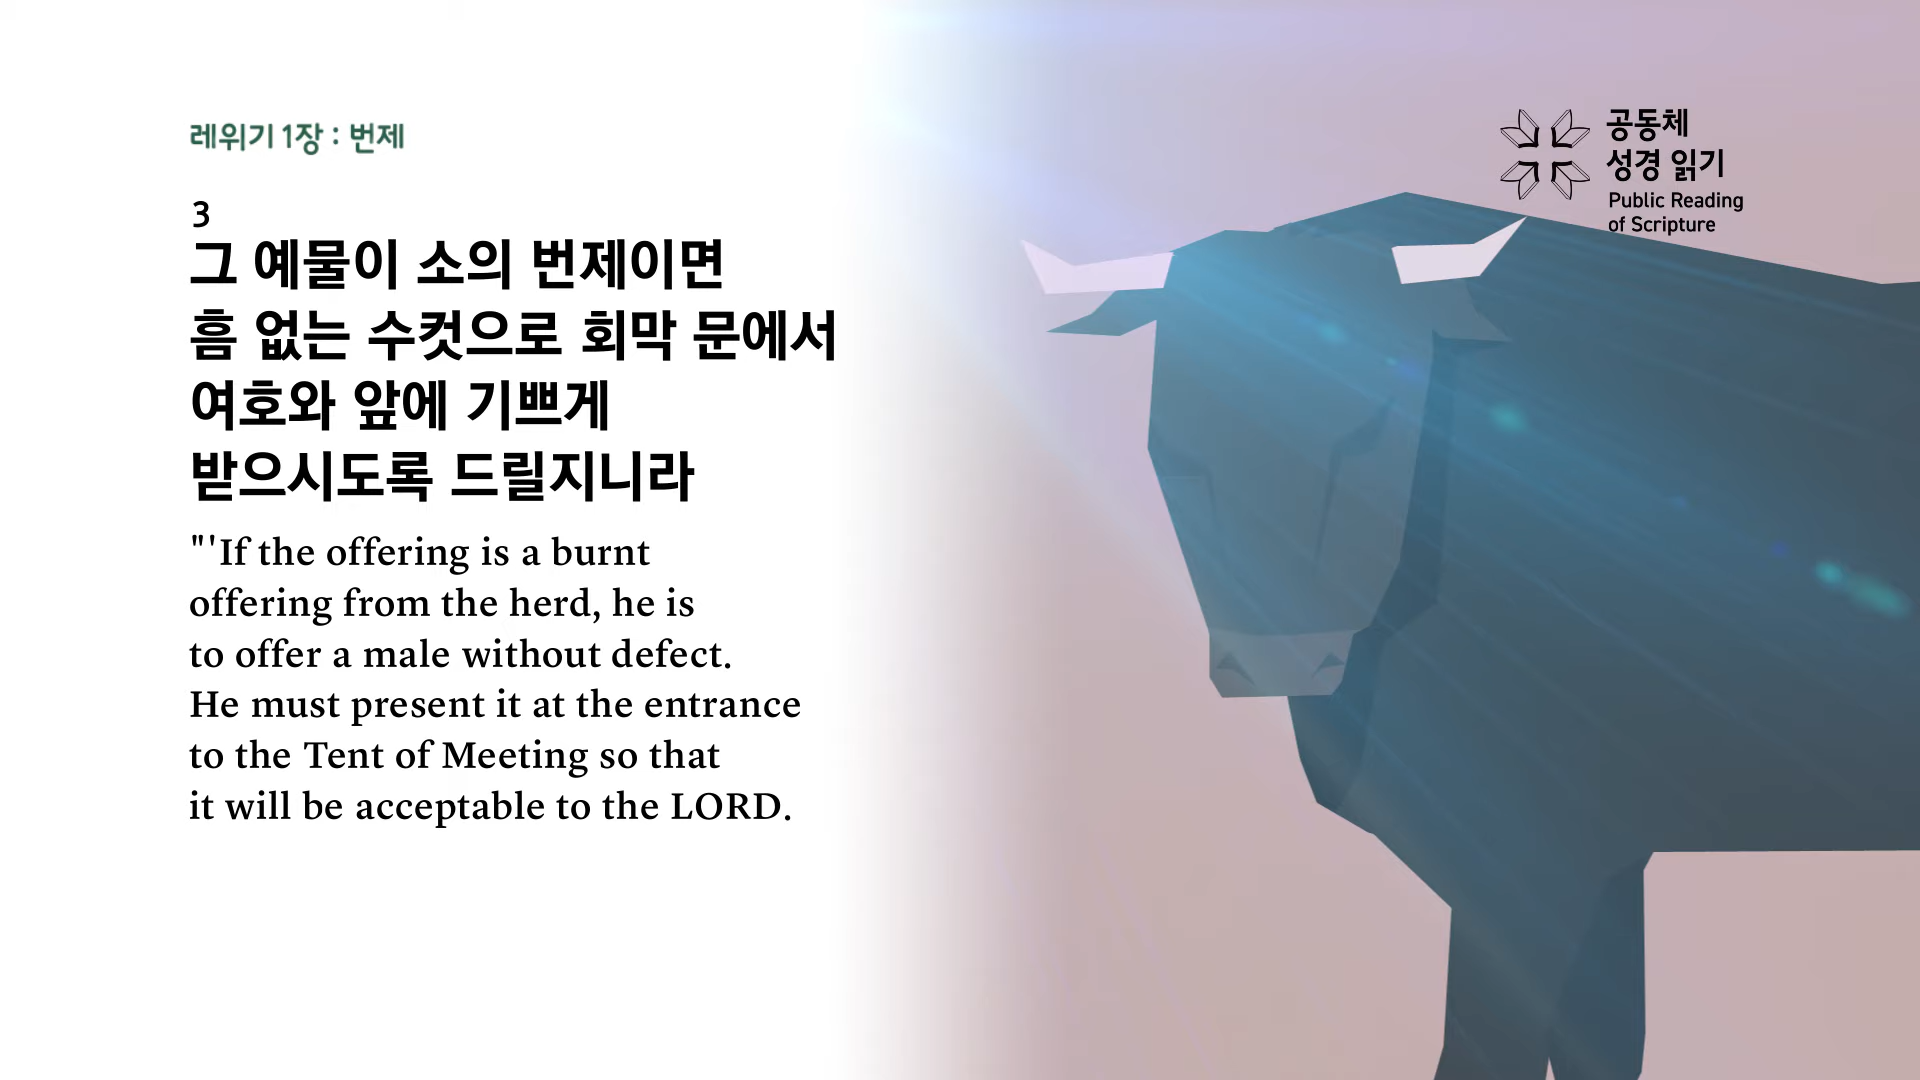 레위기 1장 : 번제
3
그 예물이 소의 번제이면
흠 없는 수컷으로 회막 문에서
여호와 앞에 기쁘게
받으시도록 드릴지니라
"'If the offering is a burnt
offering from the herd, he is
to offer a male without defect.
He must present it at the entrance
to the Tent of Meeting so that
it will be acceptable to the LORD.
공동체
성경 읽기
Public Reading
of Scripture